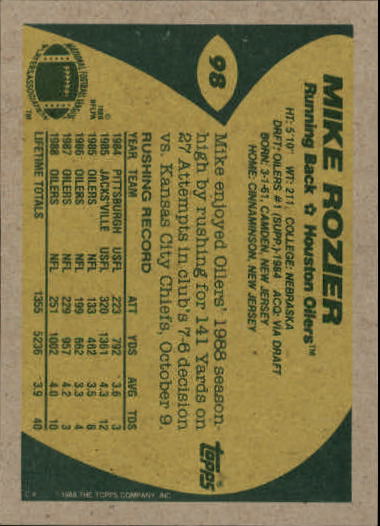 98
MIKE ROZIER
Running Back ✩ Houston Oilers™
HT: 5'10" WT: 211 COLLEGE: NEBRASKA
DRFT: OILERS #1 (SUPP.)-1984 ACQ: VIA DRAFT
BORN: 3-1-61, CAMDEN, NEW JERSEY
HOME: CINNAMINSON, NEW JERSEY
Mike enjoyed Oilers' 1988 season
high by rushing for 141 Yards on
27 Attempts in club's 7-6 decision
vs. Kansas City Chiefs, October 9.
topps
RUSHING RECORD
YEAR TEAM ATT YDS AVG TDS
1984 PITTSBURGH USFL 223 792 3.6 3
1985 JACKS'VILLE USFL 320 1361 4.3 12
1985 OILERS NFL 133 462 3.5 8
1986 OILERS NFL 199 662 3.3 4
1987 OILERS NFL 229 957 4.2 3
1988 OILERS NFL 251 1002 4.0 10
LIFETIME TOTALS 1355 5236 3.9 40
© 1988 NFLPA
™
1988 THE TOPPS COMPANY, INC.